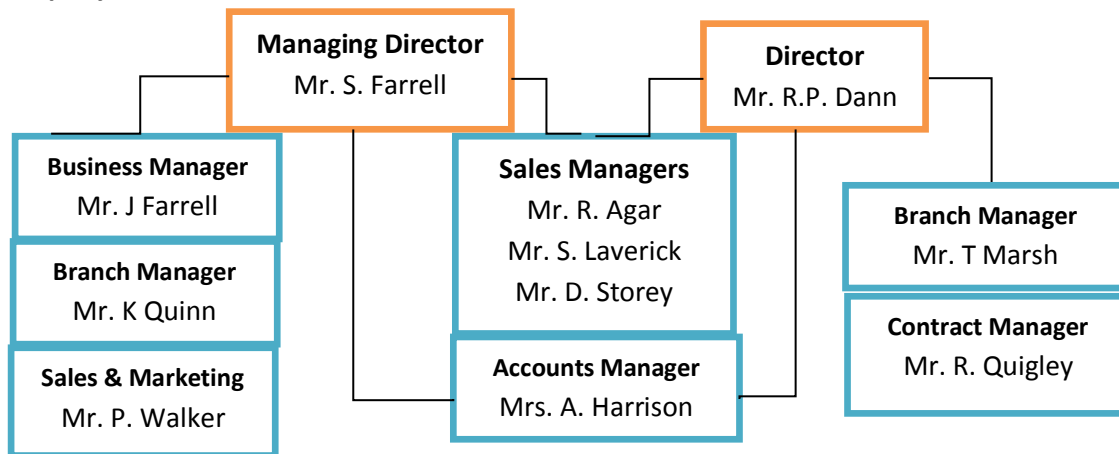 Managing Director
Mr. S. Farrell
Director
Mr. R.P. Dann
Business Manager
Mr. J Farrell
Branch Manager
Mr. K Quinn
Sales & Marketing
Mr. P. Walker
Sales Managers
Mr. R. Agar
Mr. S. Laverick
Mr. D. Storey
Accounts Manager
Mrs. A. Harrison
Branch Manager
Mr. T Marsh
Contract Manager
Mr. R. Quigley